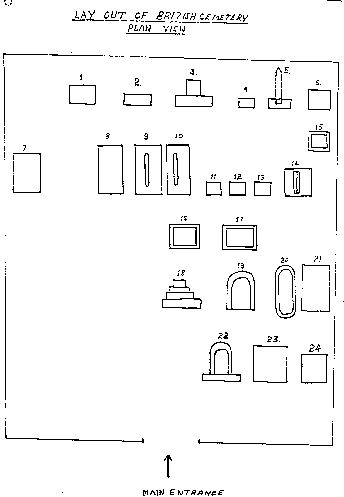 LAY OUT OF BRITISH CEMETERY
PLAN VIEW
1 2. 3. 4 5. 6.
15
7 8 9 10
14
11 12 13
16 17
18 19 20 21
22 23. 24
MAIN ENTRANCE